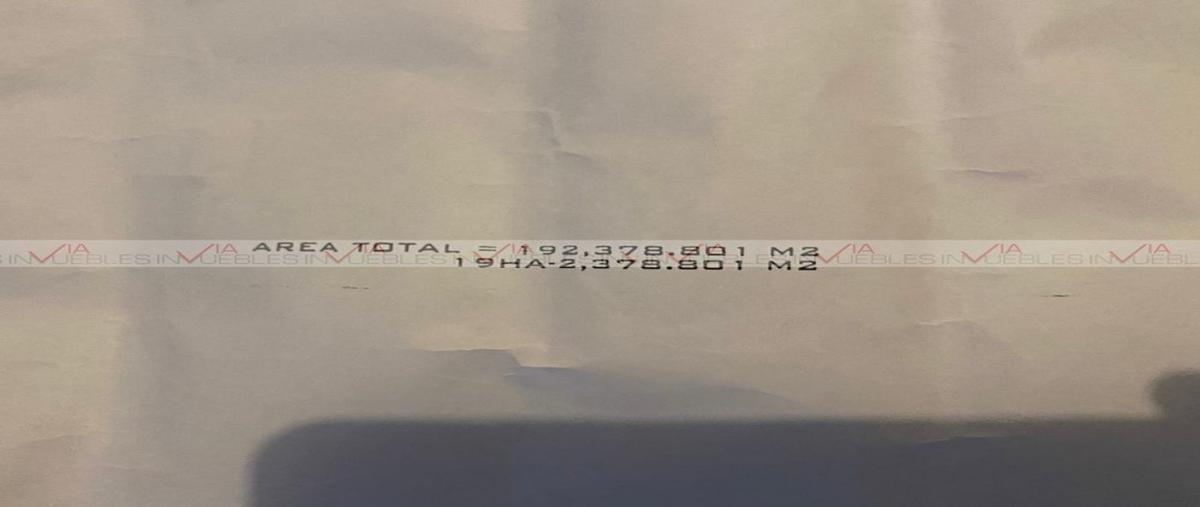 AREA TOTAL = 192,378.801 M2
19HA-2,378.801 M2